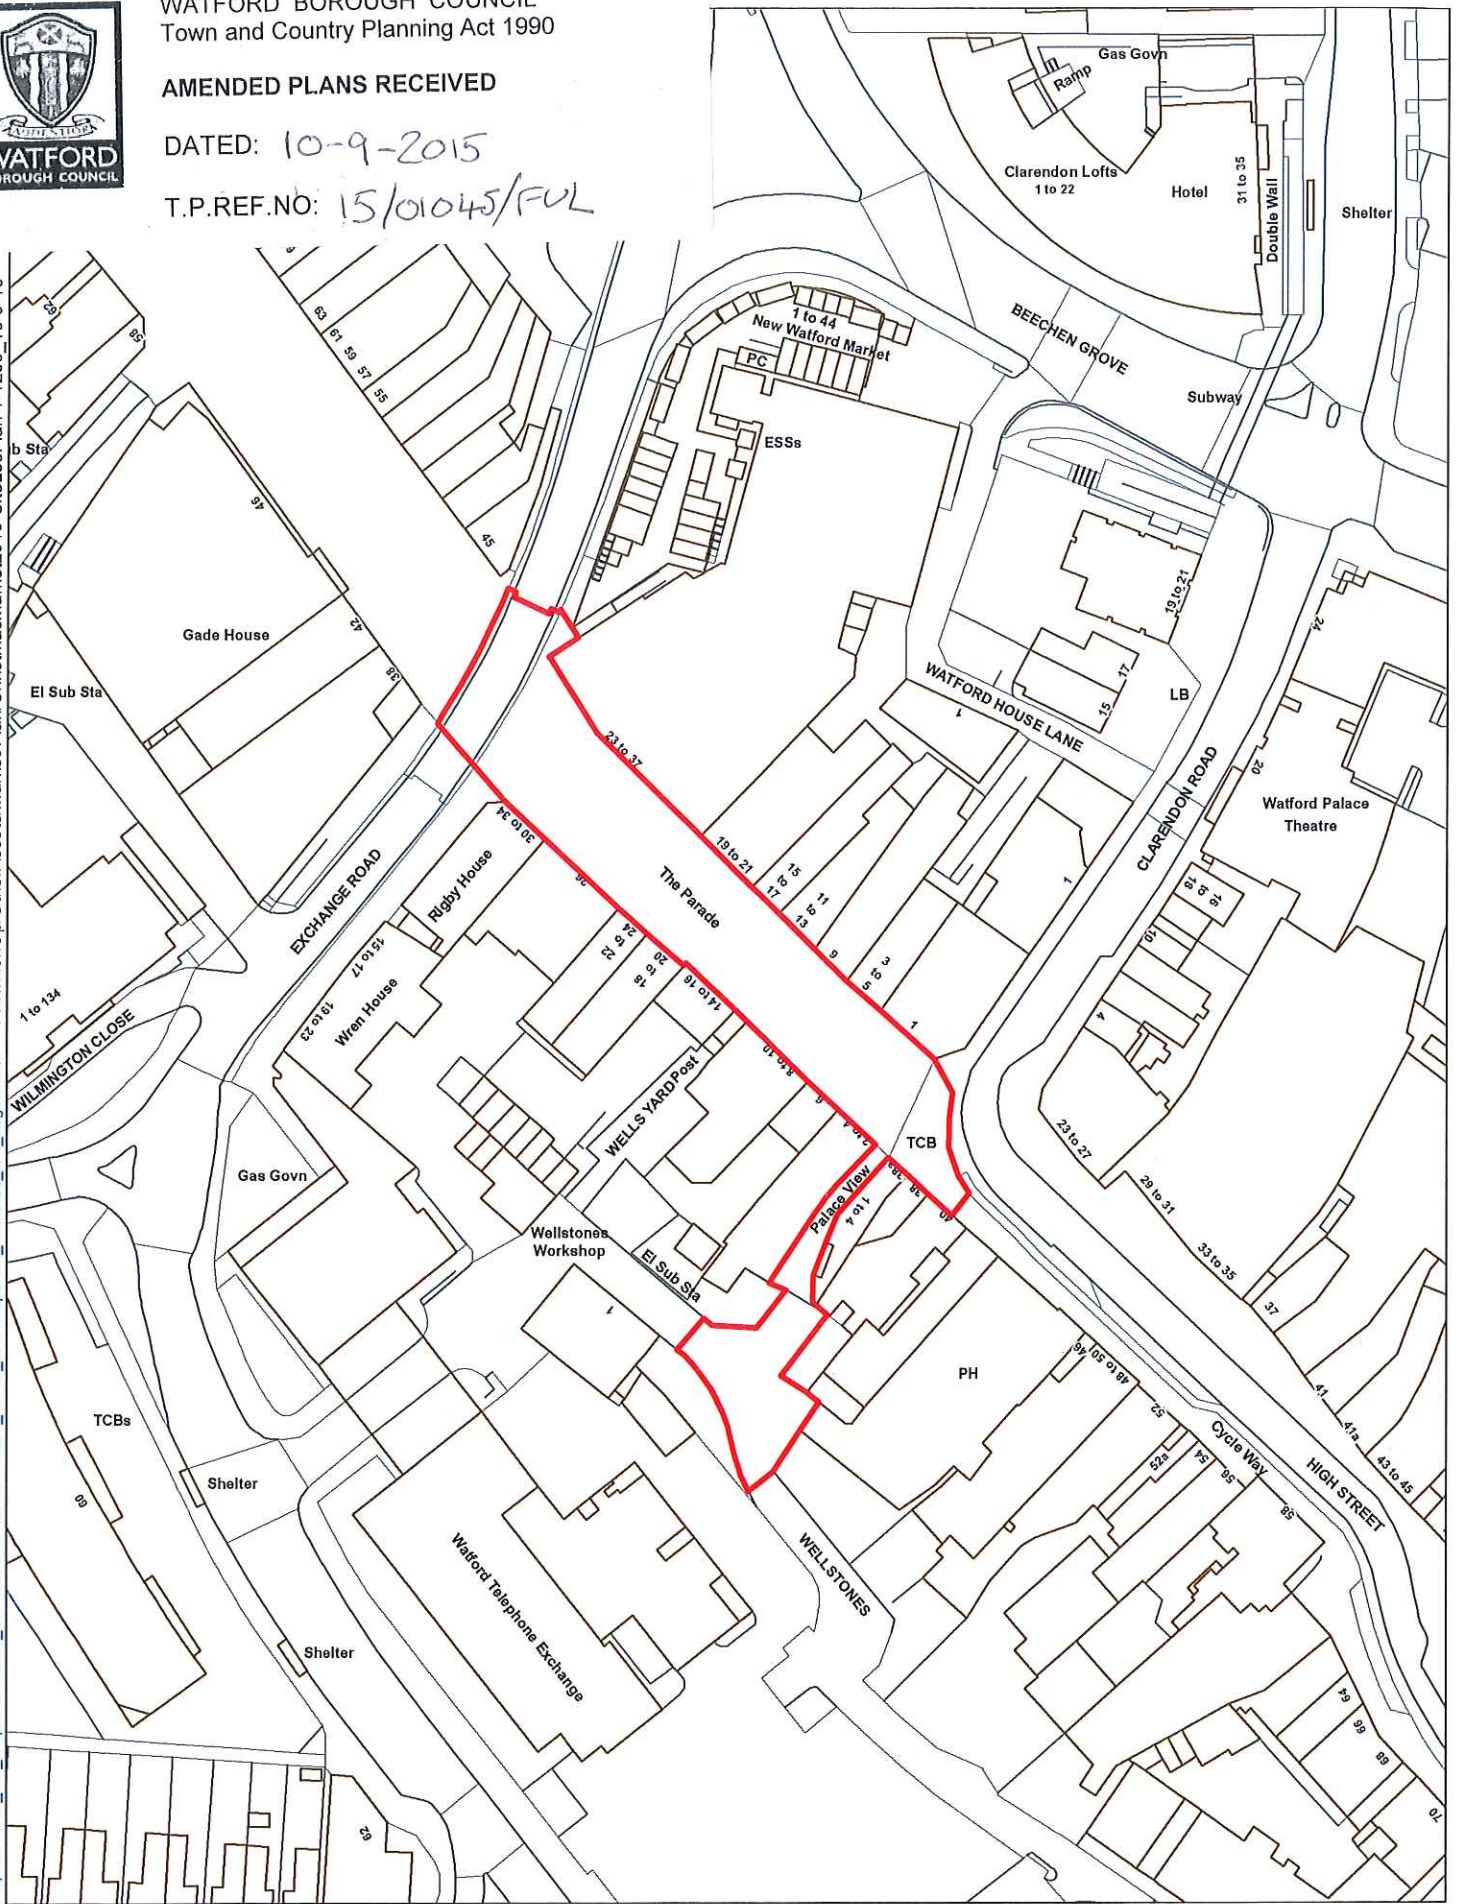 WATFORD BOROUGH COUNCIL
Town and Country Planning Act 1990
AMENDED PLANS RECEIVED
DATED: 10-9-2015
T.P.REF.NO: 15/01045/FUL
WATFORD
BOROUGH COUNCIL
Gas Govn
Ramp
Clarendon Lofts
1 to 22
Hotel
31 to 35
Double Wall
Shelter
62
58
63
61
59
57
55
45
1 to 44
New Watford Market
PC
ESSs
BEECHEN GROVE
Subway
b Sta
46
42
38
Gade House
El Sub Sta
19 to 21
17
15
LB
24
20
WATFORD HOUSE LANE
1
CLARENDON ROAD
Watford Palace
Theatre
23 to 37
19 to 21
15
to
17
11
to
13
9
3
to
5
1
1
The Parade
30 to 34
26
24
to
22
20
to
18
14 to 16
8 to 10
6
2 to 4
EXCHANGE ROAD
Rigby House
15 to 17
19 to 23
Wren House
1 to 134
WILMINGTON CLOSE
18
to
16
10
4
WELLS YARD
Post
TCB
Palace View
1 to 4
38a
38
40
23 to 27
29 to 31
33 to 35
37
41
41a
43 to 45
Gas Govn
Wellstones
Workshop
El Sub Sta
1
PH
46
48 to 50
52
52a
54
56
58
Cycle Way
HIGH STREET
TCBs
60
Shelter
Shelter
Watford Telephone Exchange
WELLSTONES
64
66
68
70
62